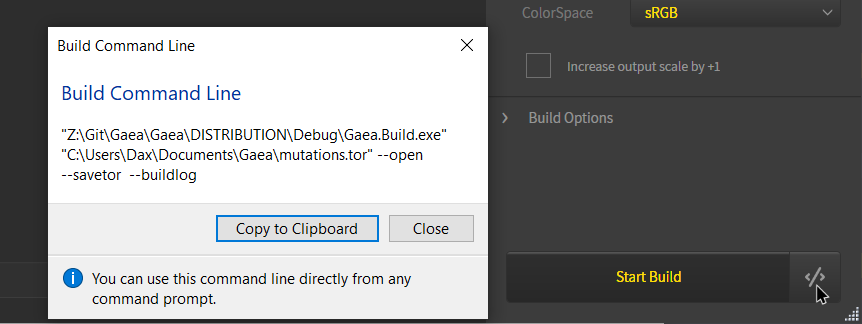 Build Command Line
Build Command Line
"Z:\Git\Gaea\Gaea\DISTRIBUTION\Debug\Gaea.Build.exe"
"C:\Users\Dax\Documents\Gaea\mutations.tor" --open
--savetor  --buildlog
Copy to Clipboard
Close
You can use this command line directly from any
command prompt.
ColorSpace
sRGB
Increase output scale by +1
Build Options
Start Build